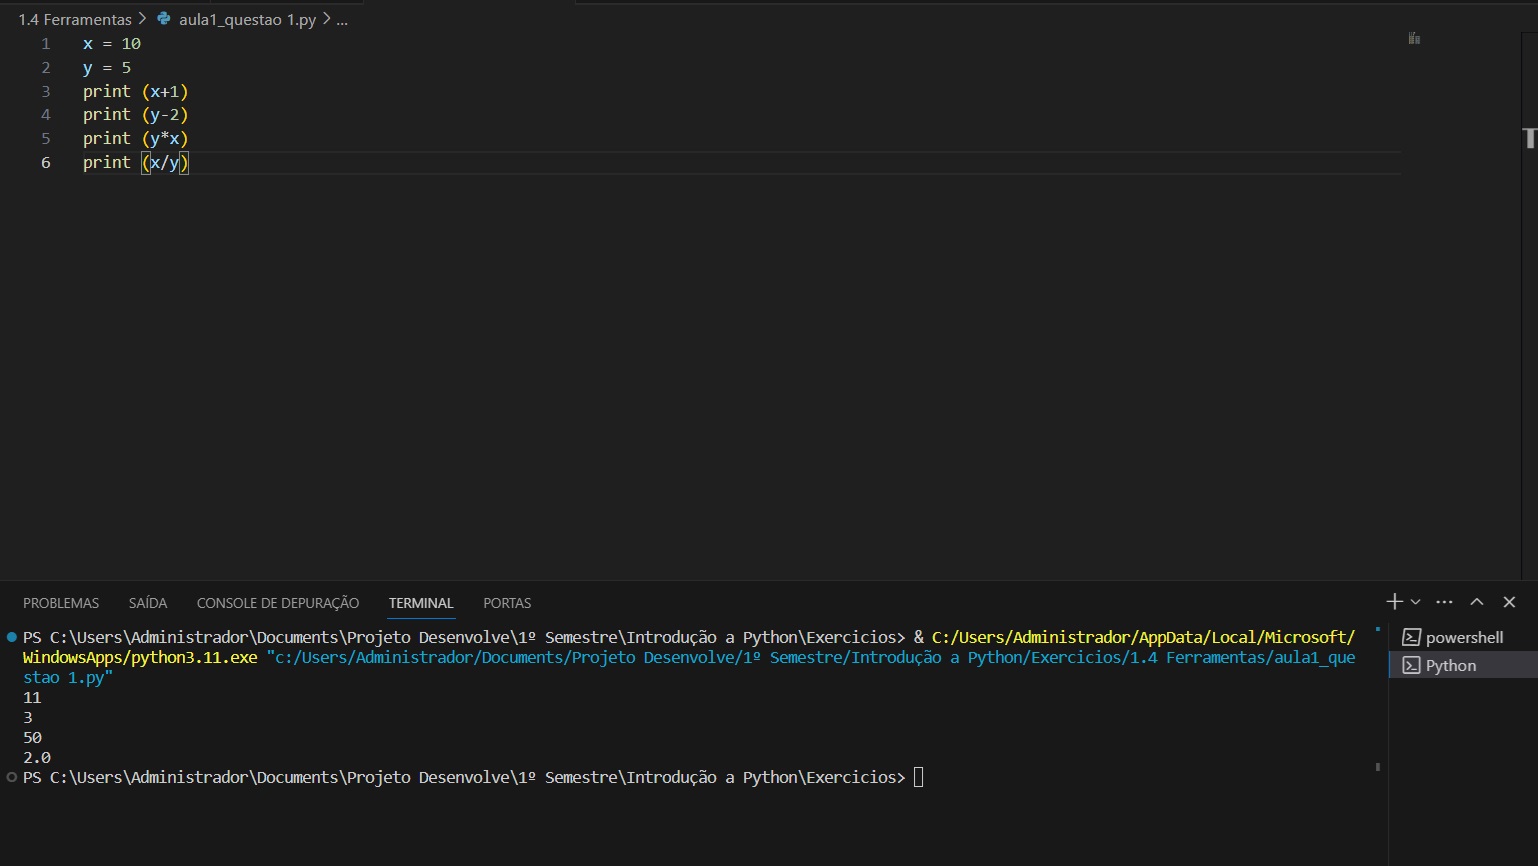 1.4 Ferramentas > aula1_questao 1.py > ...
1 x = 10
2 y = 5
3 print (x+1)
4 print (y-2)
5 print (y*x)
6 print (x/y)
PROBLEMAS SAÍDA CONSOLE DE DEPURAÇÃO TERMINAL PORTAS
PS C:\Users\Administrador\Documents\Projeto Desenvolve\1º Semestre\Introdução a Python\Exercicios> & C:/Users/Administrador/AppData/Local/Microsoft/
WindowsApps/python3.11.exe "c:/Users/Administrador/Documents/Projeto Desenvolve/1º Semestre/Introdução a Python/Exercicios/1.4 Ferramentas/aula1_que
stao 1.py"
11
3
50
2.0
PS C:\Users\Administrador\Documents\Projeto Desenvolve\1º Semestre\Introdução a Python\Exercicios>
powershell
Python